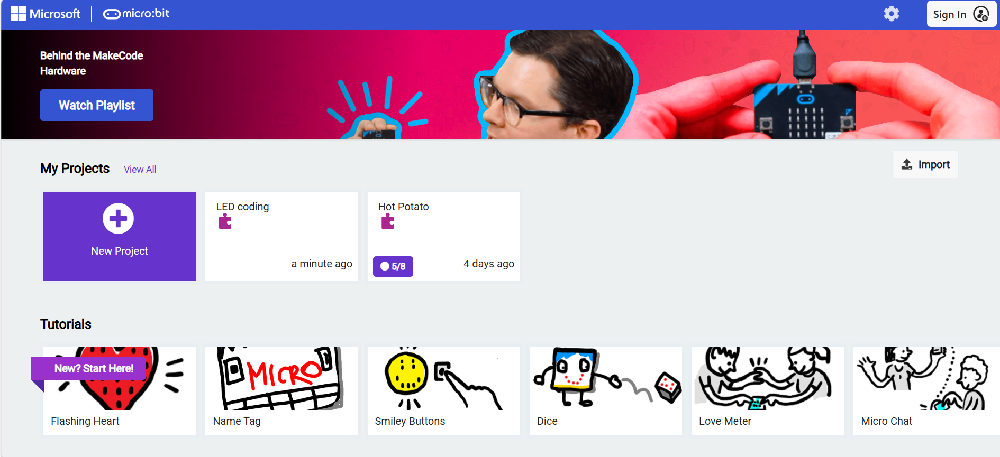 Microsoft
micro:bit
Sign In
Behind the MakeCode
Hardware
Watch Playlist
My Projects
View All
Import
New Project
LED coding
a minute ago
Hot Potato
5/8
4 days ago
Tutorials
New? Start Here!
Flashing Heart
MICRO
Name Tag
Smiley Buttons
Dice
Love Meter
Micro Chat